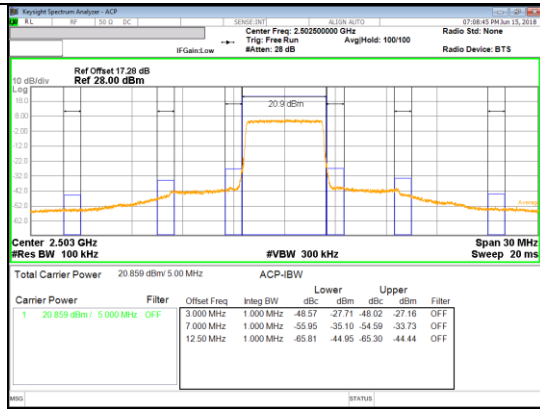 Keysight Spectrum Analyzer - ACP
RL RF 50 Ω DC SENSE:INT ALIGN AUTO 07:08:45 PM Jun 15, 2018
Center Freq: 2.502500000 GHz Radio Std: None
Trig: Free Run Avg|Hold: 100/100
IFGain:Low #Atten: 28 dB Radio Device: BTS
Ref Offset 17.28 dB
10 dB/div Ref 28.00 dBm
Log
18.0
20.9 dBm
8.00
-2.00
-12.0
-22.0
-32.0
-42.0
-52.0 Average
-62.0
Center 2.503 GHz Span 30 MHz
#Res BW 100 kHz #VBW 300 kHz Sweep 20 ms
Total Carrier Power 20.859 dBm/ 5.00 MHz ACP-IBW
Lower Upper
Carrier Power Filter Offset Freq Integ BW dBc dBm dBc dBm Filter
1 20.859 dBm / 5.000 MHz OFF 3.000 MHz 1.000 MHz -48.57 -27.71 -48.02 -27.16 OFF
7.000 MHz 1.000 MHz -55.95 -35.10 -54.59 -33.73 OFF
12.50 MHz 1.000 MHz -65.81 -44.95 -65.30 -44.44 OFF
MSG STATUS